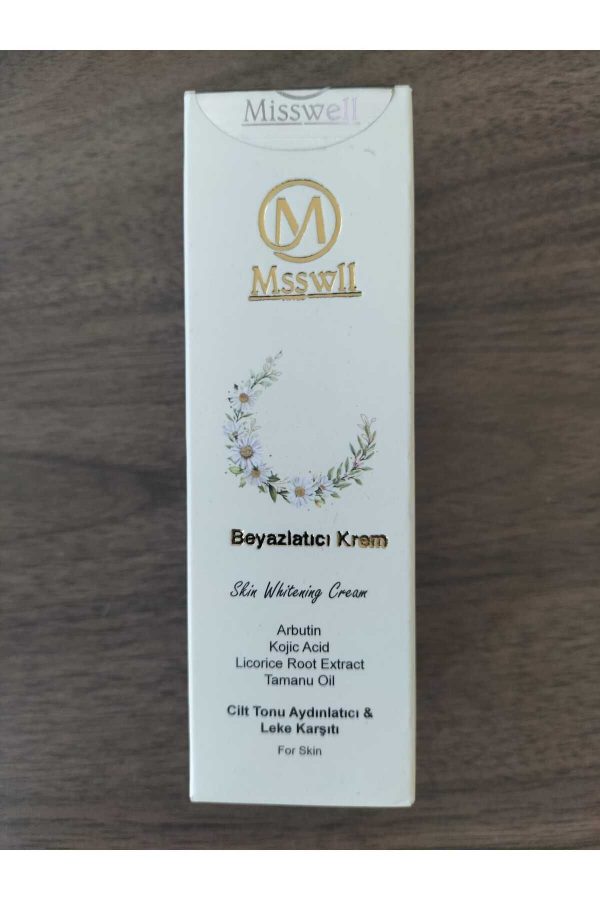 Misswell
M
Msswll
Beyazlatıcı Krem
Skin Whitening Cream
Arbutin
Kojic Acid
Licorice Root Extract
Tamanu Oil
Cilt Tonu Aydınlatıcı &
Leke Karşıtı
For Skin